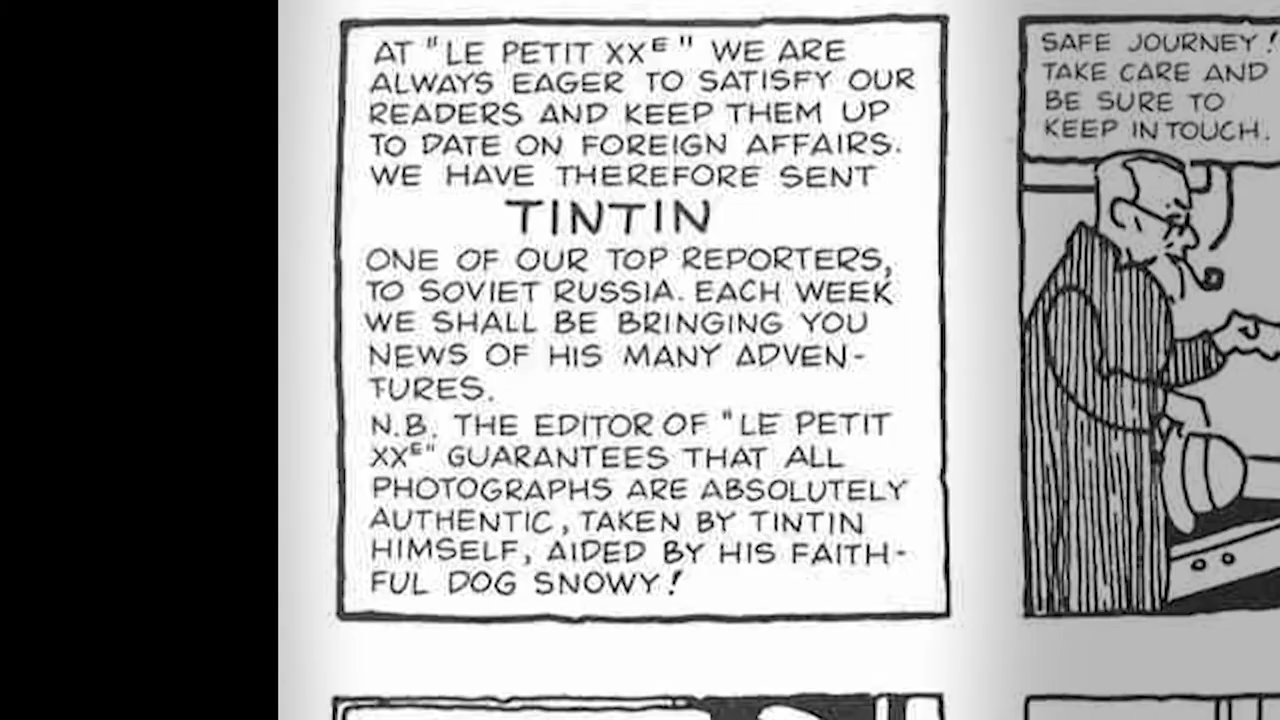 AT "LE PETIT XXᴱ" WE ARE
ALWAYS EAGER TO SATISFY OUR
READERS AND KEEP THEM UP
TO DATE ON FOREIGN AFFAIRS.
WE HAVE THEREFORE SENT
TINTIN
ONE OF OUR TOP REPORTERS,
TO SOVIET RUSSIA. EACH WEEK
WE SHALL BE BRINGING YOU
NEWS OF HIS MANY ADVEN-
TURES.
N.B. THE EDITOR OF "LE PETIT
XXᴱ" GUARANTEES THAT ALL
PHOTOGRAPHS ARE ABSOLUTELY
AUTHENTIC, TAKEN BY TINTIN
HIMSELF, AIDED BY HIS FAITH-
FUL DOG SNOWY!
SAFE JOURNEY!
TAKE CARE AND
BE SURE TO
KEEP IN TOUCH.